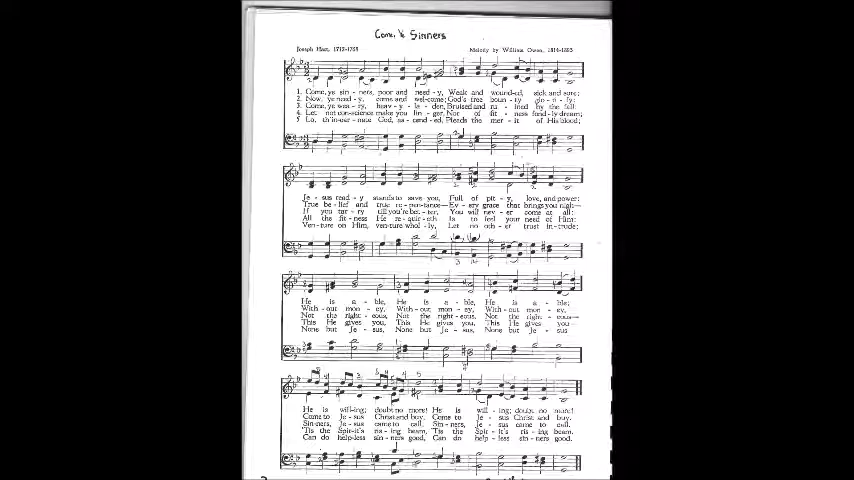 Come, Ye Sinners
Joseph Hart, 1712-1768
Melody by William Owen, 1814-1893
1. Come, ye sin - ners, poor and need - y, Weak and wound-ed, sick and sore;
2. Now, ye need - y, come and wel-come; God's free boun - ty glo - ri - fy;
3. Come, ye wea - ry, heav - y - la - den, Bruised and ru - ined by the fall;
4. Let not con-science make you lin - ger, Nor of fit - ness fond - ly dream;
5. Lo, th'in-car - nate God, as - cend - ed, Pleads the mer - it of His blood;
Je - sus read - y stands to save you, Full of pit - y, love, and power:
True be - lief and true re - pent-ance— Ev - ery grace that brings you nigh—
If you tar - ry till you're bet - ter, You will nev - er come at all:
All the fit - ness He re - quir - eth Is to feel your need of Him:
Ven - ture on Him, ven-ture whol - ly, Let no oth - er trust in-trude;
He is a - ble, He is a - ble, He is a - ble;
With - out mon - ey, With - out mon - ey, With - out mon - ey,
Not the right - eous, Not the right - eous, Not the right - eous—
This He gives you, This He gives you, This He gives you—
None but Je - sus, None but Je - sus, None but Je - sus
He is will-ing; doubt no more! He is will - ing; doubt no more!
Come to Je - sus Christ and buy. Come to Je - sus Christ and buy.
Sin-ners, Je - sus came to call. Sin - ners, Je - sus came to call.
'Tis the Spir-it's ris - ing beam, 'Tis the Spir - it's ris - ing beam.
Can do help-less sin - ners good, Can do help - less sin - ners good.